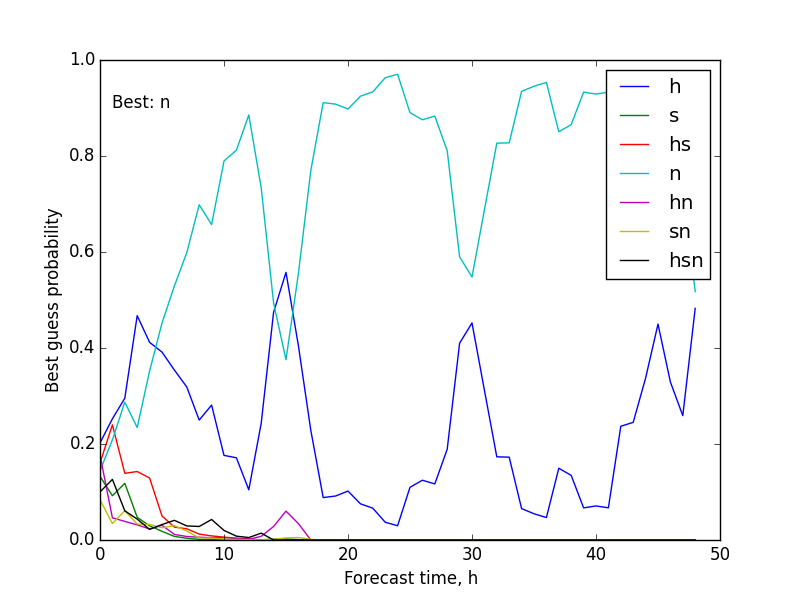 1.0
0.8
0.6
0.4
0.2
0.0
Best guess probability
Best: n
h
s
hs
n
hn
sn
hsn
0 10 20 30 40 50
Forecast time, h